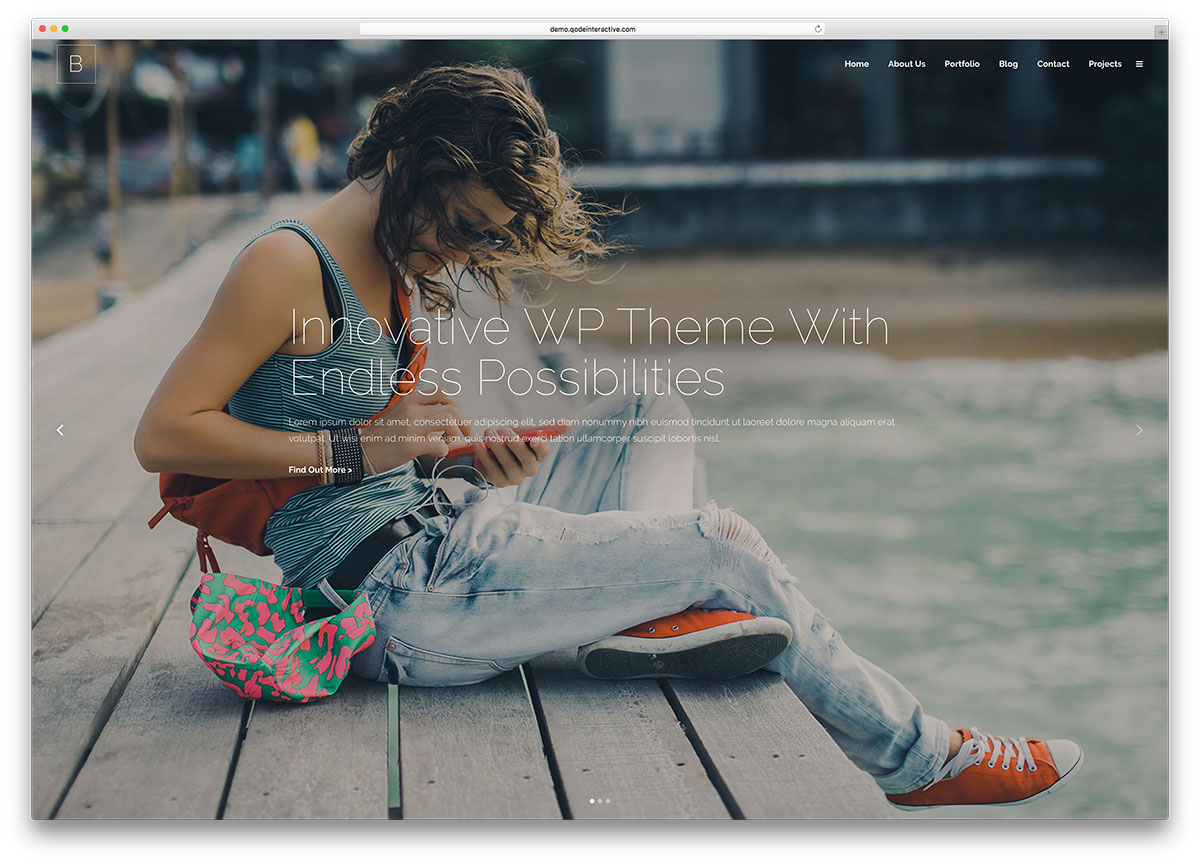 demo.qodeinteractive.com
B
Home About Us Portfolio Blog Contact Projects
Innovative WP Theme With
Endless Possibilities
Lorem ipsum dolor sit amet, consectetuer adipiscing elit, sed diam nonummy nibh euismod tincidunt ut laoreet dolore magna aliquam erat
volutpat. Ut wisi enim ad minim veniam, quis nostrud exerci tation ullamcorper suscipit lobortis nisl.
Find Out More >